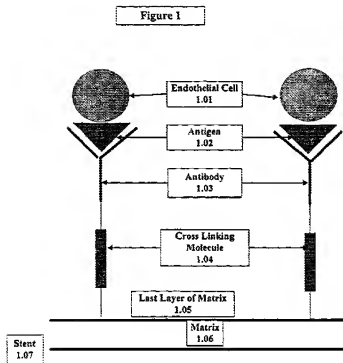 Figure 1
Endothelial Cell
1.01
Antigen
1.02
Antibody
1.03
Cross Linking
Molecule
1.04
Last Layer of Matrix
1.05
Matrix
1.06
Stent
1.07